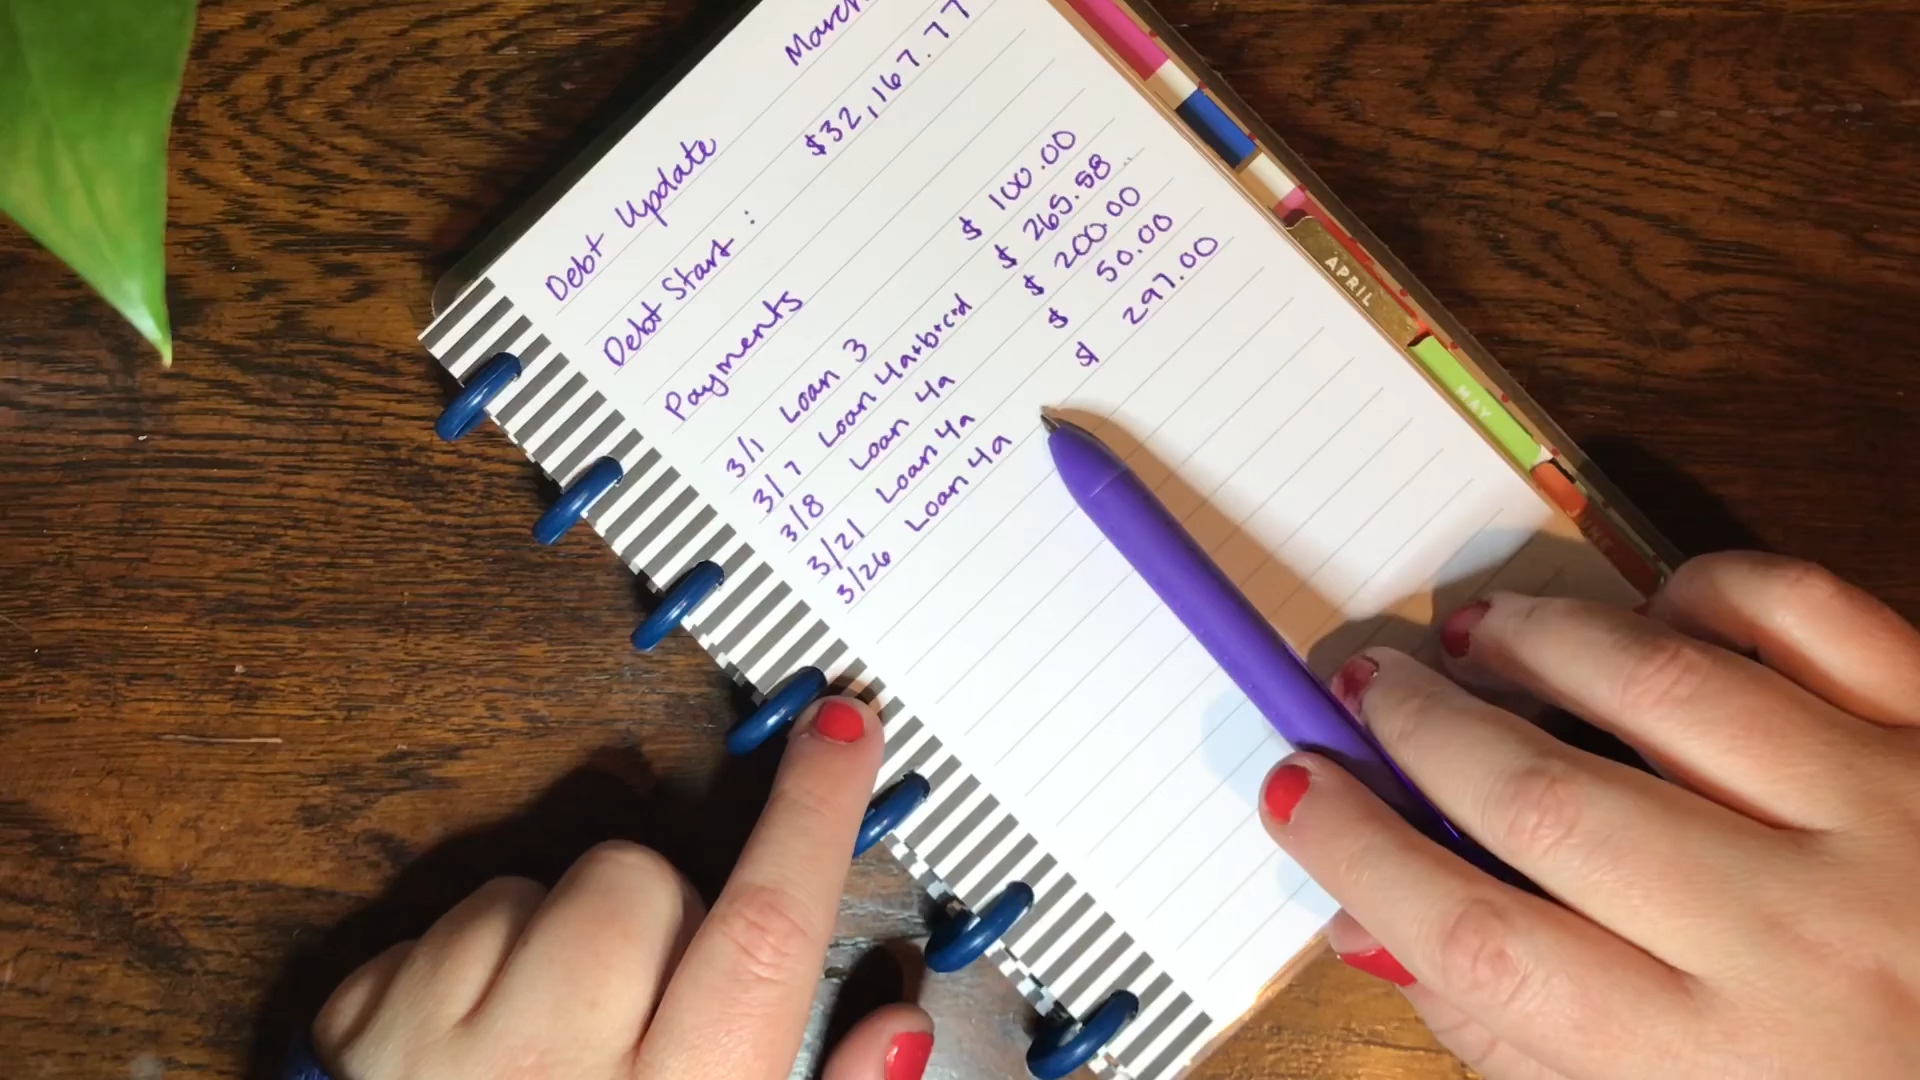 Debt Update March
Debt Start : $32,167.77
Payments
3/1 Loan 3 $ 100.00
3/7 Loan 4a+b+c+d $ 265.58
3/8 Loan 4a $ 200.00
3/21 Loan 4a $ 50.00
3/26 Loan 4a $ 297.00
APRIL
MAY